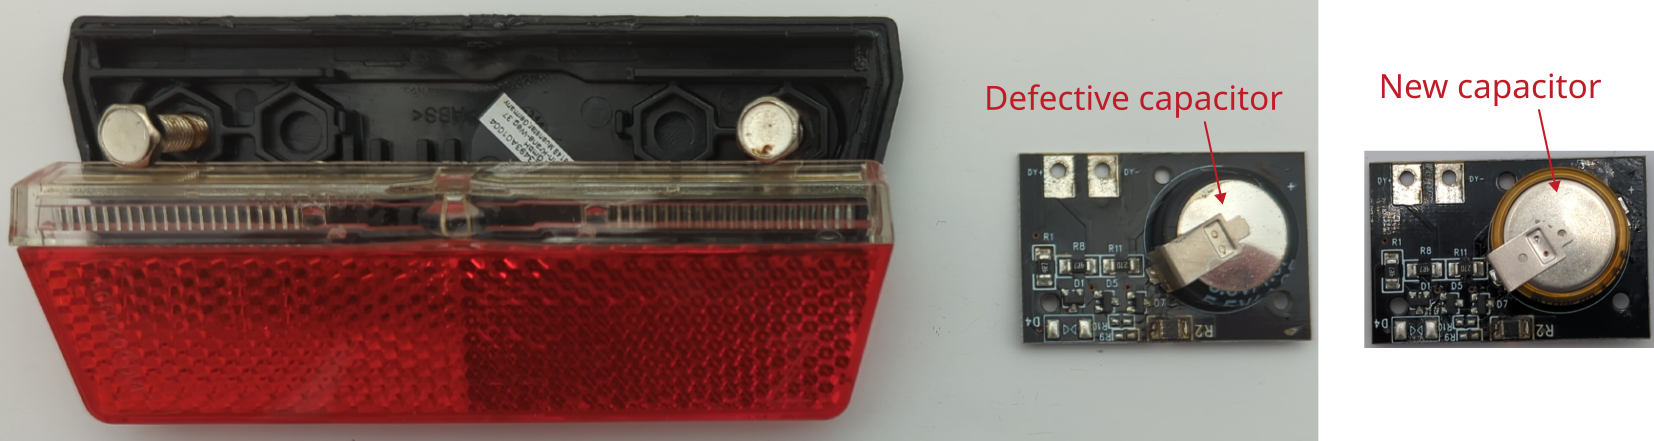 Defective capacitor
New capacitor
>ABS<
DY+
DY-
+
R1
R8
R11
D1
D5
D7
D4
R10
R9
R2
DY+
DY-
+
R1
R8
R11
D1
D5
D7
D4
R10
R9
R2